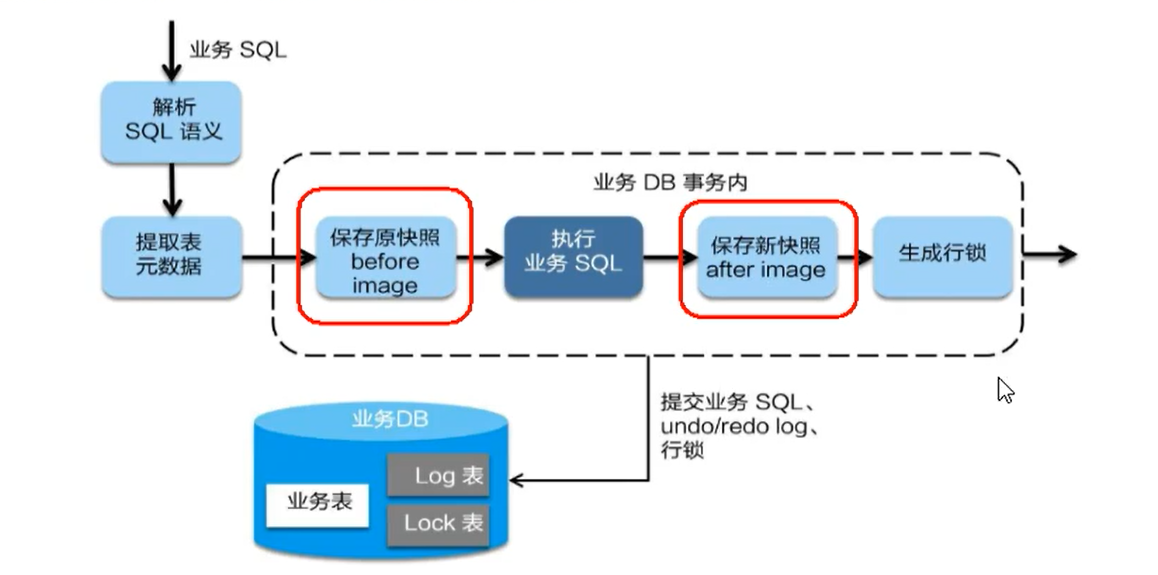 业务 SQL
解析
SQL 语义
业务 DB 事务内
提取表
元数据
保存原快照
before
image
执行
业务 SQL
保存新快照
after image
生成行锁
提交业务 SQL、
undo/redo log、
行锁
业务DB
Log 表
业务表
Lock 表